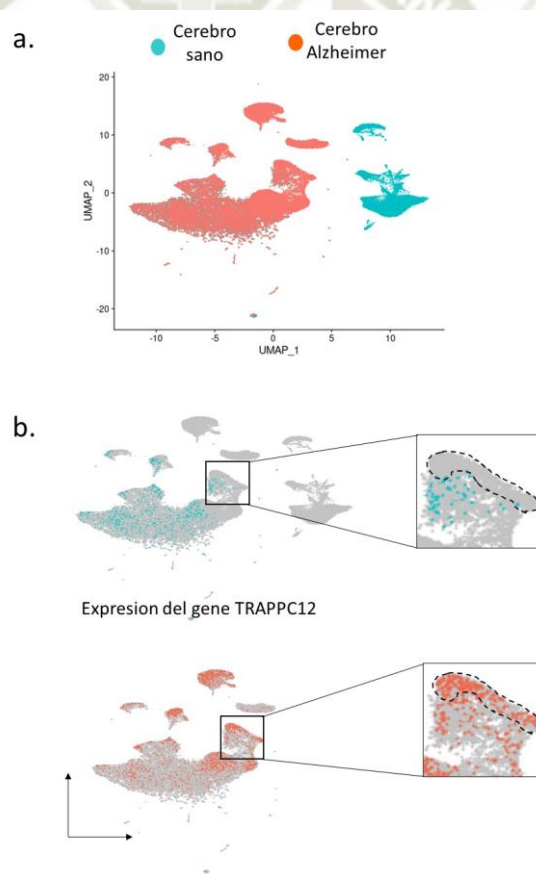 a.
Cerebro
sano
Cerebro
Alzheimer
20
10
0
-10
-20
UMAP_2
-10
-5
0
5
10
UMAP_1
b.
Expresion del gene TRAPPC12